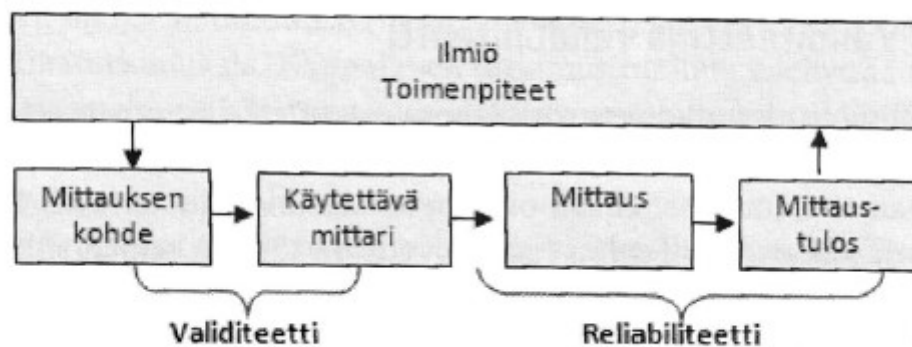 Ilmiö
Toimenpiteet
Mittauksen
kohde
Käytettävä
mittari
Mittaus
Mittaus-
tulos
Validiteetti
Reliabiliteetti